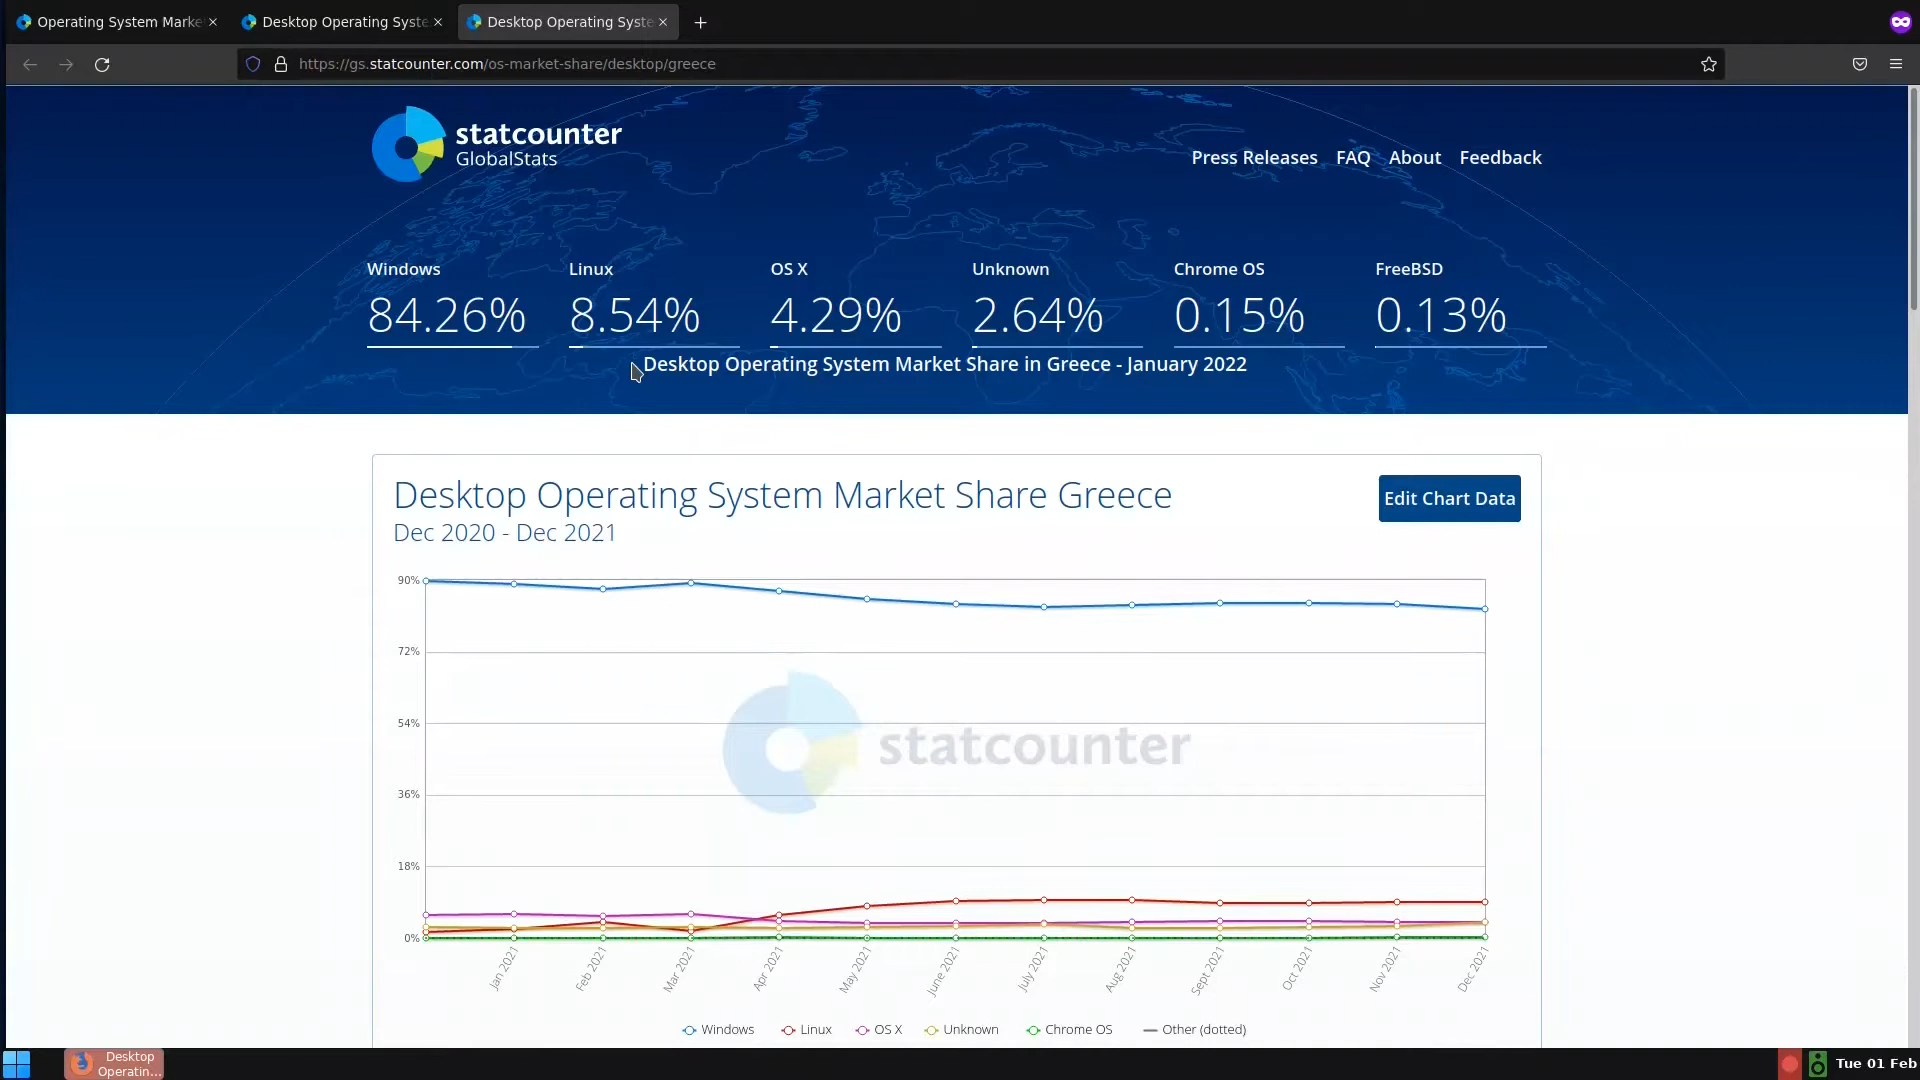 Operating System Marke
Desktop Operating Syste
Desktop Operating Syste
https://gs.statcounter.com/os-market-share/desktop/greece
statcounter
GlobalStats
Press Releases FAQ About Feedback
Windows Linux OS X Unknown Chrome OS FreeBSD
84.26% 8.54% 4.29% 2.64% 0.15% 0.13%
Desktop Operating System Market Share in Greece - January 2022
Desktop Operating System Market Share Greece
Edit Chart Data
Dec 2020 - Dec 2021
90%
72%
54%
statcounter
36%
18%
0%
Jan 2021 Feb 2021 Mar 2021 Apr 2021 May 2021 June 2021 July 2021 Aug 2021 Sept 2021 Oct 2021 Nov 2021 Dec 2021
Windows Linux OS X Unknown Chrome OS Other (dotted)
Desktop
Operatin...
Tue 01 Feb